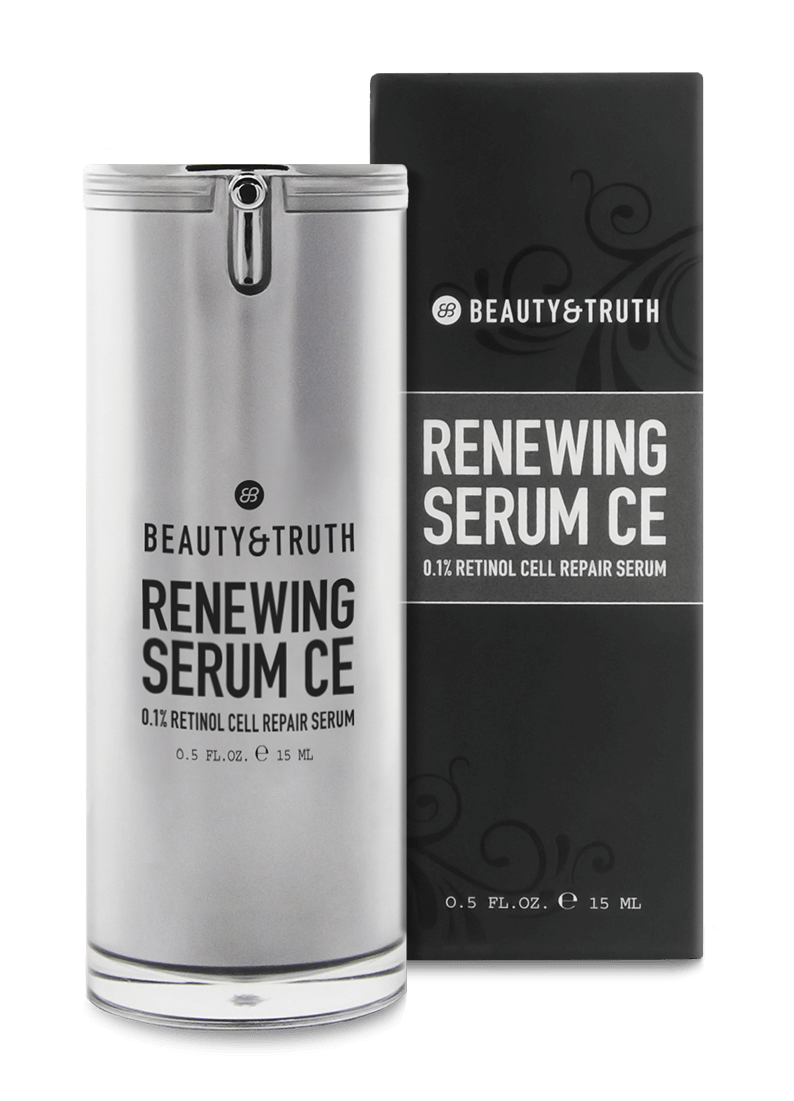 BEAUTY&TRUTH
RENEWING
SERUM CE
0.1% RETINOL CELL REPAIR SERUM
0.5 FL.OZ. ℮ 15 ML
BEAUTY&TRUTH
RENEWING
SERUM CE
0.1% RETINOL CELL REPAIR SERUM
0.5 FL.OZ. ℮ 15 ML